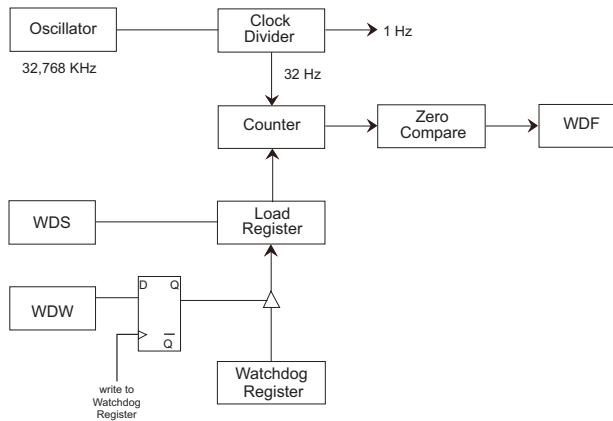 Oscillator
Clock
Divider
1 Hz
32,768 KHz
32 Hz
Counter
Zero
Compare
WDF
WDS
Load
Register
D Q
WDW
Q
Watchdog
Register
write to
Watchdog
Register